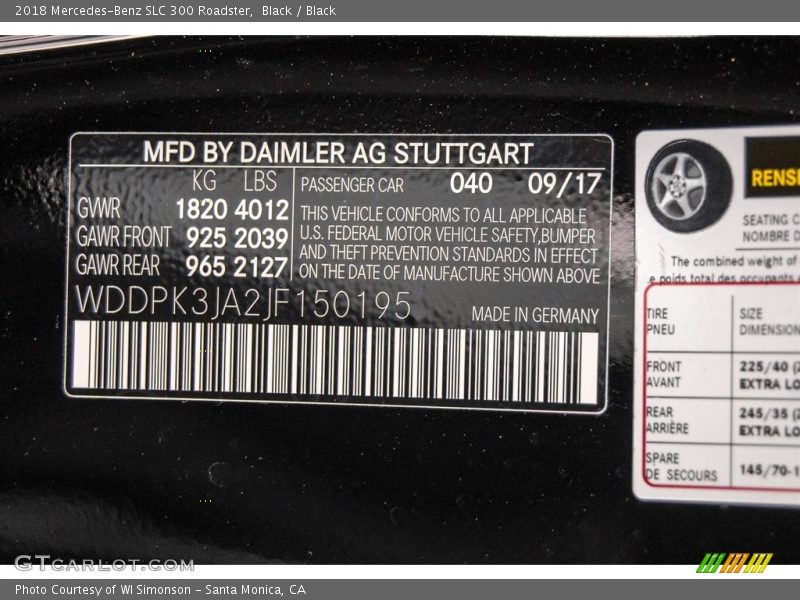 2018 Mercedes-Benz SLC 300 Roadster, Black / Black
MFD BY DAIMLER AG STUTTGART
KG LBS
GWR 1820 4012
GAWR FRONT 925 2039
GAWR REAR 965 2127
PASSENGER CAR 040 09/17
THIS VEHICLE CONFORMS TO ALL APPLICABLE
U.S. FEDERAL MOTOR VEHICLE SAFETY,BUMPER
AND THEFT PREVENTION STANDARDS IN EFFECT
ON THE DATE OF MANUFACTURE SHOWN ABOVE
WDDPK3JA2JF150195
MADE IN GERMANY
RENSE
SEATING
NOMBRE D
The combined weight of
poids total des occupants
TIRE
PNEU
SIZE
DIMENSION
FRONT
AVANT
225/40
EXTRA LO
REAR
ARRIÈRE
245/35
EXTRA LO
SPARE
DE SECOURS
145/70-1
GTcarlot.com
Photo Courtesy of WI Simonson - Santa Monica, CA